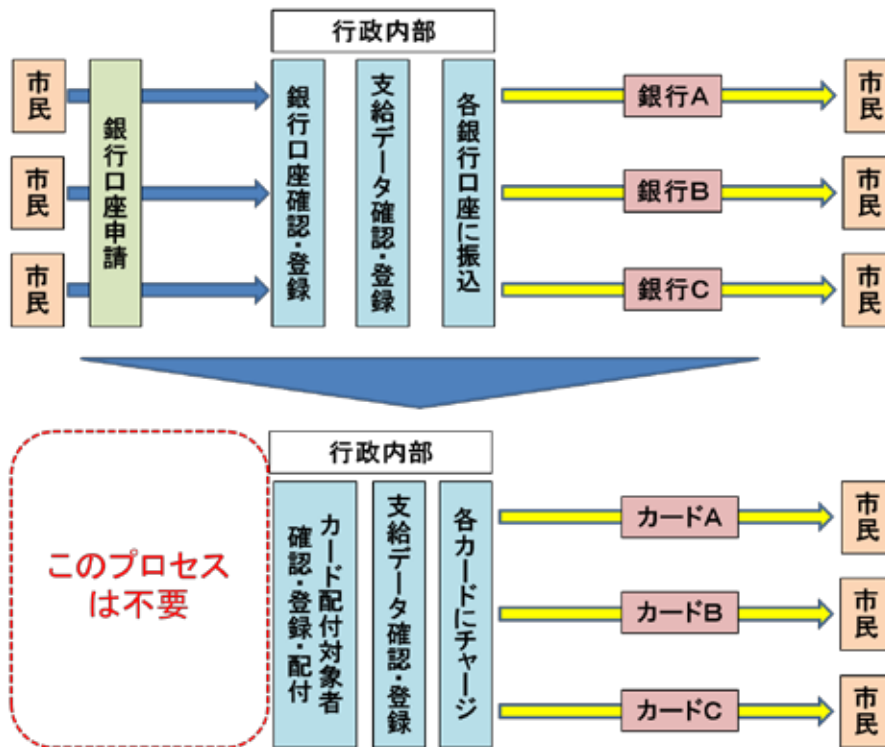 行政内部
市民
市民
市民
銀行口座申請
銀行口座確認・登録
支給データ確認・登録
各銀行口座に振込
銀行A
銀行B
銀行C
市民
市民
市民
このプロセス
は不要
行政内部
カード配付対象者
確認・登録・配付
支給データ確認・登録
各カードにチャージ
カードA
カードB
カードC
市民
市民
市民